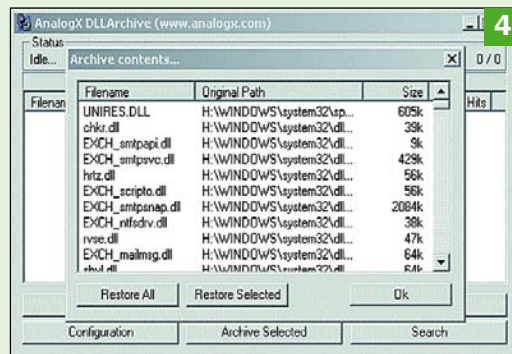 AnalogX DLLArchive (www.analogx.com)
4
Status
Idle...
0 / 0
Archive contents...
Filename Original Path Size
Hits
UNIRES.DLL H:\WINDOWS\system32\sp... 605k
chkr.dll H:\WINDOWS\system32\dll... 39k
EXCH_smtpapi.dll H:\WINDOWS\system32\dll... 9k
EXCH_smtpsvc.dll H:\WINDOWS\system32\dll... 429k
hrtz.dll H:\WINDOWS\system32\dll... 56k
EXCH_scripto.dll H:\WINDOWS\system32\dll... 56k
EXCH_smtpsnap.dll H:\WINDOWS\system32\dll... 2084k
EXCH_ntfsdrv.dll H:\WINDOWS\system32\dll... 38k
rvse.dll H:\WINDOWS\system32\dll... 47k
EXCH_mailmsg.dll H:\WINDOWS\system32\dll... 64k
H:\WINDOWS\system32\dll... 64k
Restore All Restore Selected Ok
Configuration Archive Selected Search